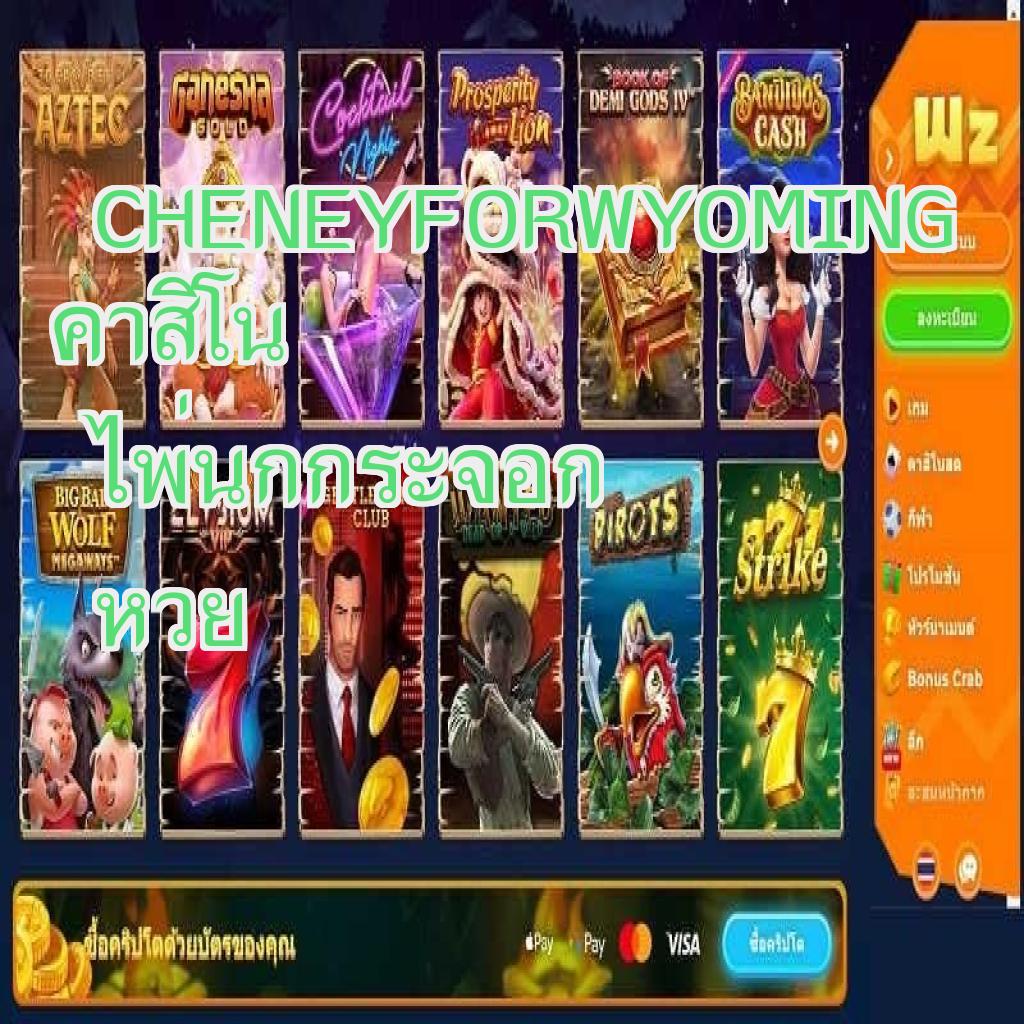 TREASURES OF
AZTEC
GANESHA
GOLD
Cocktail
Nights
Prosperity
Lion
BOOK OF
DEMI GODS IV
BANDIDOS
CASH
Wz
CHENEYFORWYOMING
คาสิโน
ไพ่นกกระจอก
หวย
ลงทะเบียน
เกม
คาสิโนสด
กีฬา
โปรโมชั่น
ทัวร์นาเมนต์
Bonus Crab
ลีก
สะสมหน้ากาก
BIG BAD
WOLF
MEGAWAYS
ELYSIUM
VIP
CLUB
DEAD OR A WILD
PIROTS
777
Strike
ซื้อคริปโตด้วยบัตรของคุณ
Pay
Pay
VISA
ซื้อคริปโต